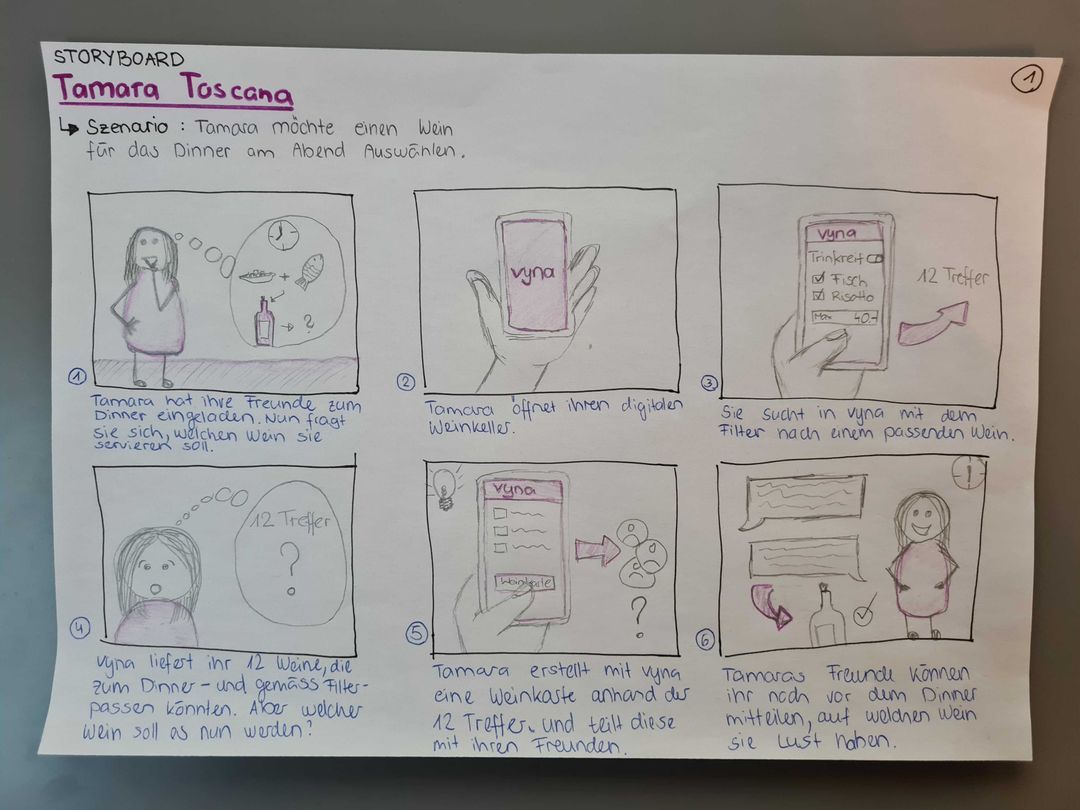 STORYBOARD
Tamara Toscana
1
↳ Szenario : Tamara möchte einen Wein
für das Dinner am Abend Auswählen.
+
→ ?
1
Tamara hat ihre Freunde zum
Dinner eingeladen. Nun fragt
sie sich, welchen Wein sie
servieren soll.
vyna
2
Tamara öffnet ihren digitalen
Weinkeller.
vyna
Trinkreif
Fisch
Risotto
Max 40.-
12 Treffer
3
Sie sucht in vyna mit dem
Filter nach einem passenden Wein.
12 Treffer
?
4
vyna liefert ihr 12 Weine, die
zum Dinner - und gemäss Filter-
passen könnten. Aber welcher
Wein soll es nun werden?
vyna
Weinkarte
?
5
Tamara erstellt mit vyna
eine Weinkaste anhand der
12 Treffer und teilt diese
mit ihren Freunden.
6
Tamaras Freunde können
ihr noch vor dem Dinner
mitteilen, auf welchen Wein
sie Lust haben.